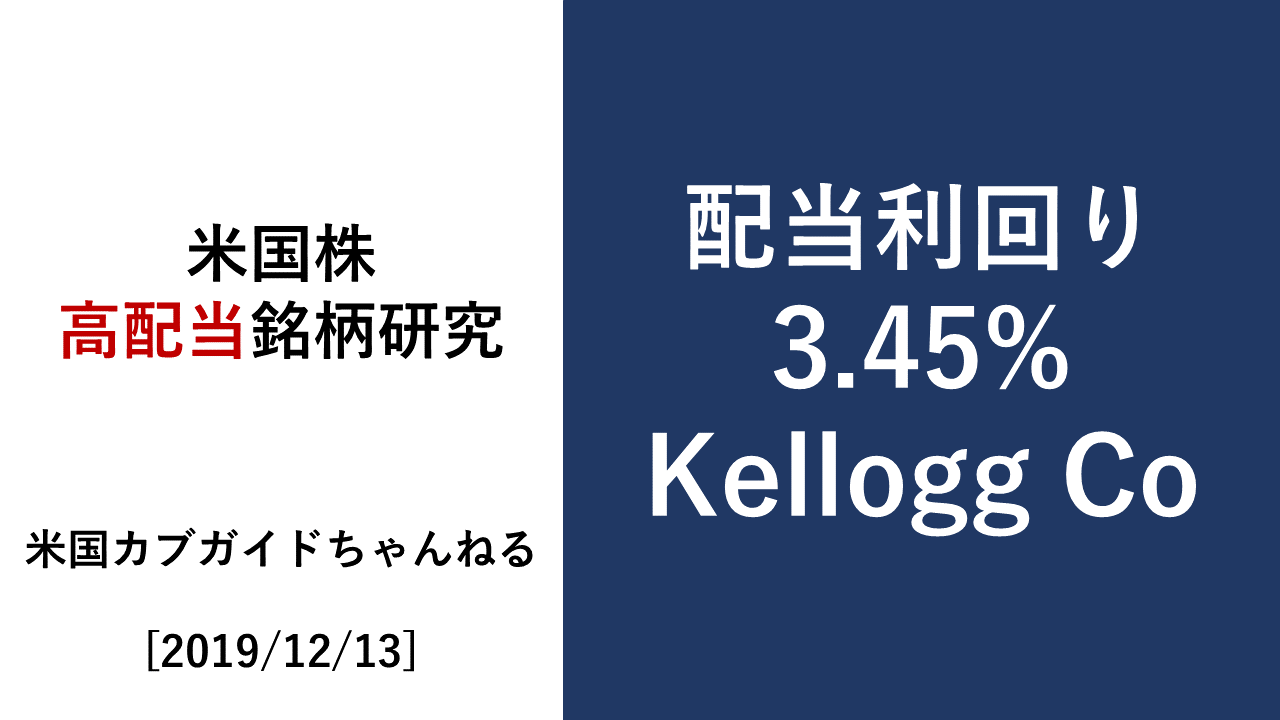 米国株
高配当銘柄研究
米国カブガイドちゃんねる
[2019/12/13]
配当利回り
3.45%
Kellogg Co